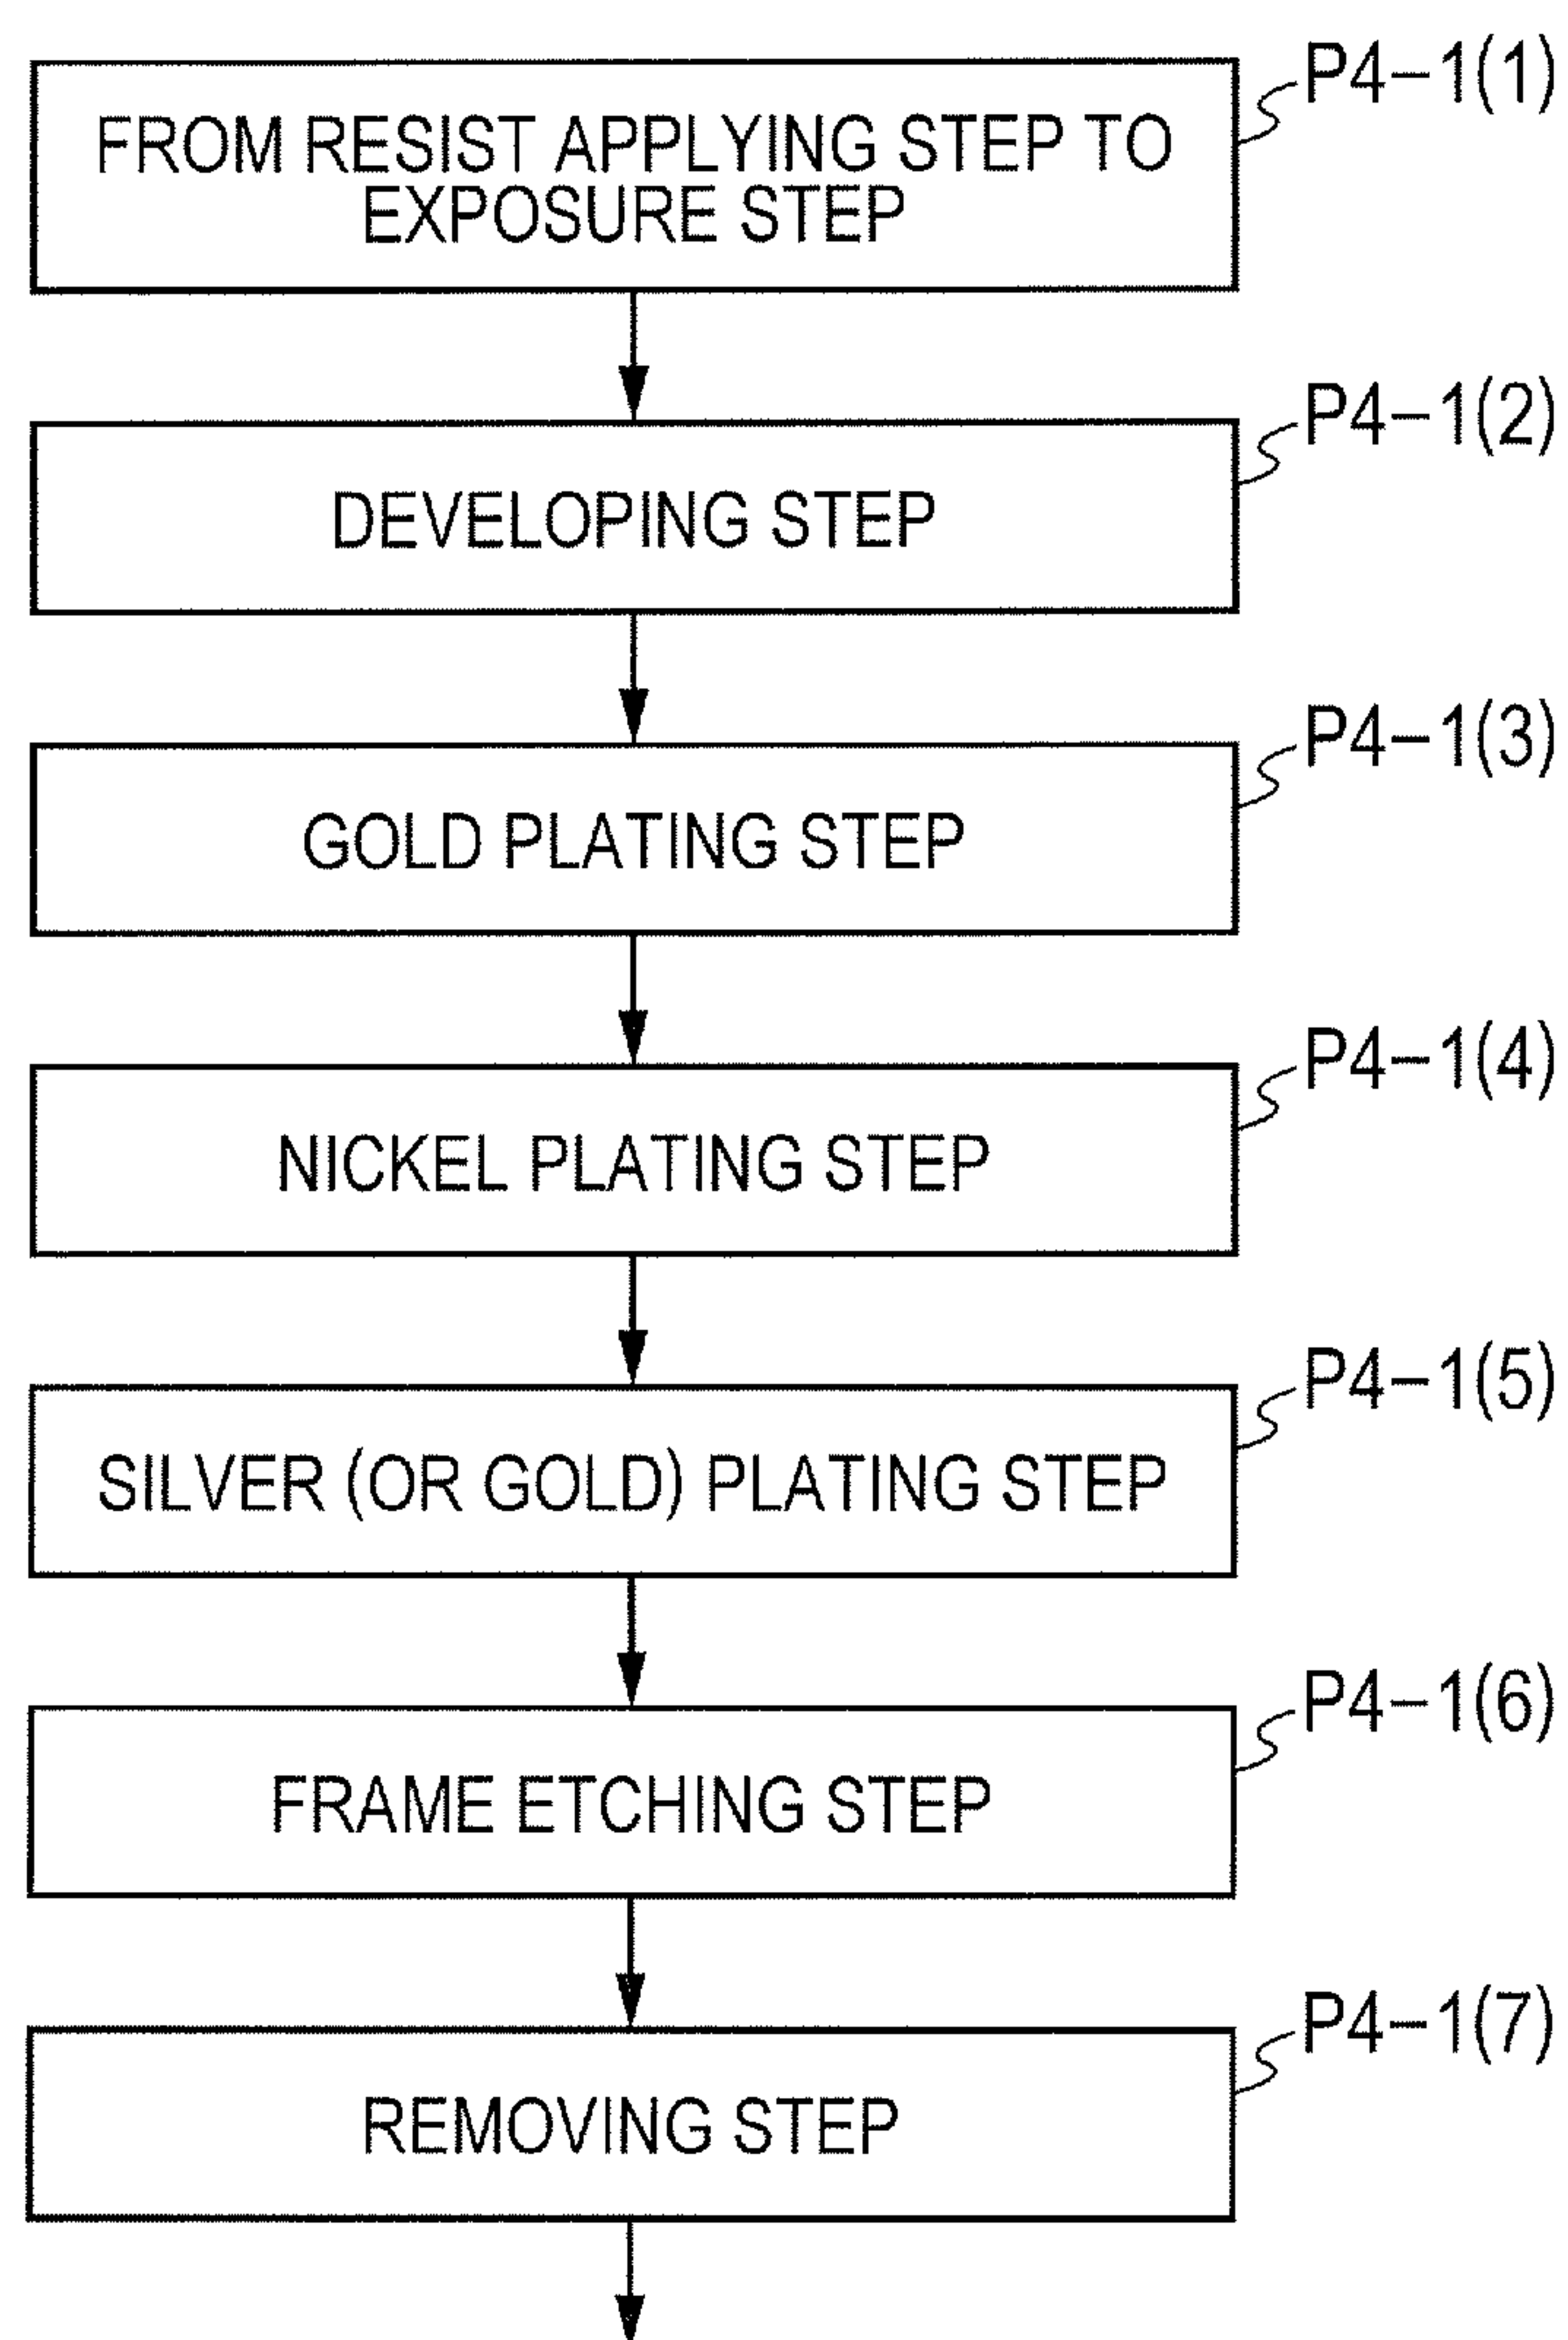 P4-1(1)
FROM RESIST APPLYING STEP TO
EXPOSURE STEP
P4-1(2)
DEVELOPING STEP
P4-1(3)
GOLD PLATING STEP
P4-1(4)
NICKEL PLATING STEP
P4-1(5)
SILVER (OR GOLD) PLATING STEP
P4-1(6)
FRAME ETCHING STEP
P4-1(7)
REMOVING STEP